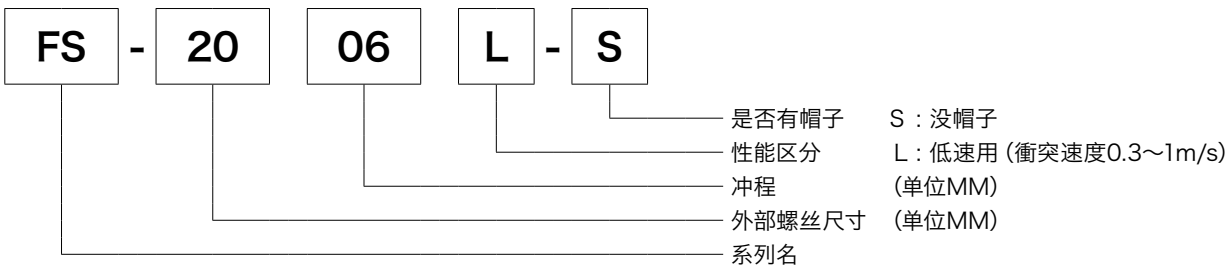 FS - 20 06 L - S
是否有帽子 S：没帽子
性能区分 L：低速用（衝突速度0.3〜1m/s）
冲程 （单位MM）
外部螺丝尺寸 （单位MM）
系列名